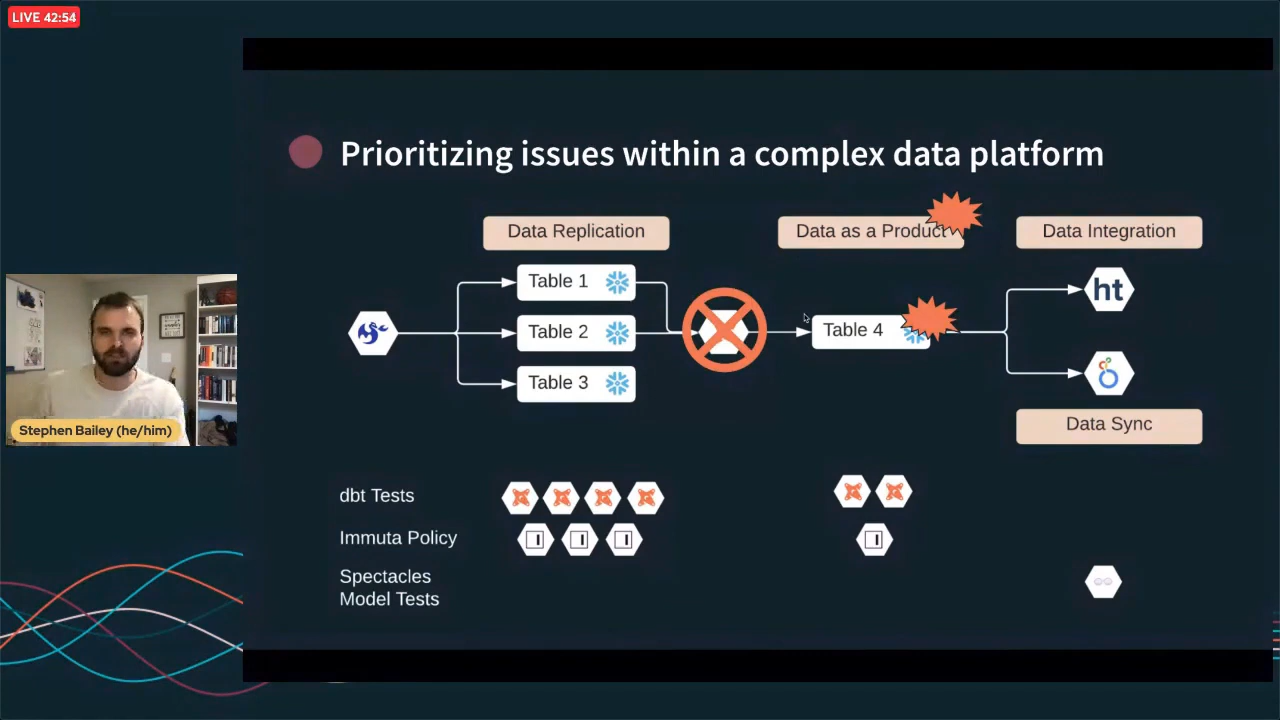 LIVE 42:54
Prioritizing issues within a complex data platform
Data Replication
Data as a Product
Data Integration
Table 1
Table 2
Table 3
Table 4
ht
Data Sync
Stephen Bailey (he/him)
dbt Tests
Immuta Policy
Spectacles
Model Tests